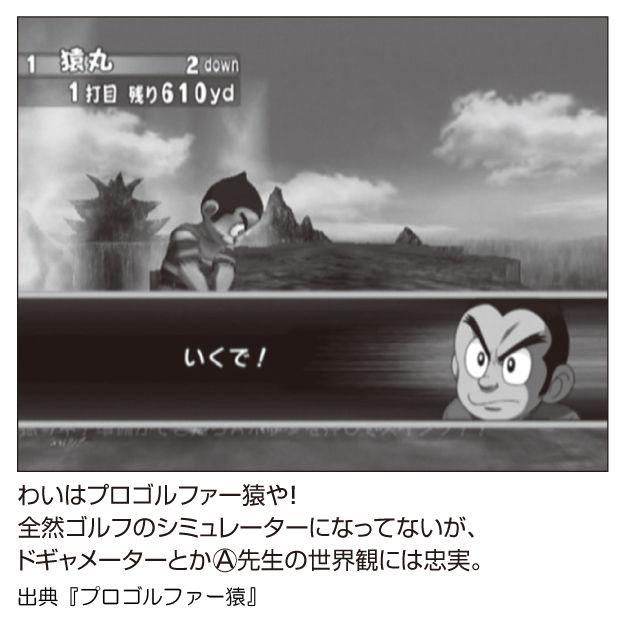 1 猿丸 2 down
1打目 残り610yd
いくで!
わいはプロゴルファー猿や!
全然ゴルフのシミュレーターになってないが、
ドギャメーターとかⒶ先生の世界観には忠実。
出典『プロゴルファー猿』